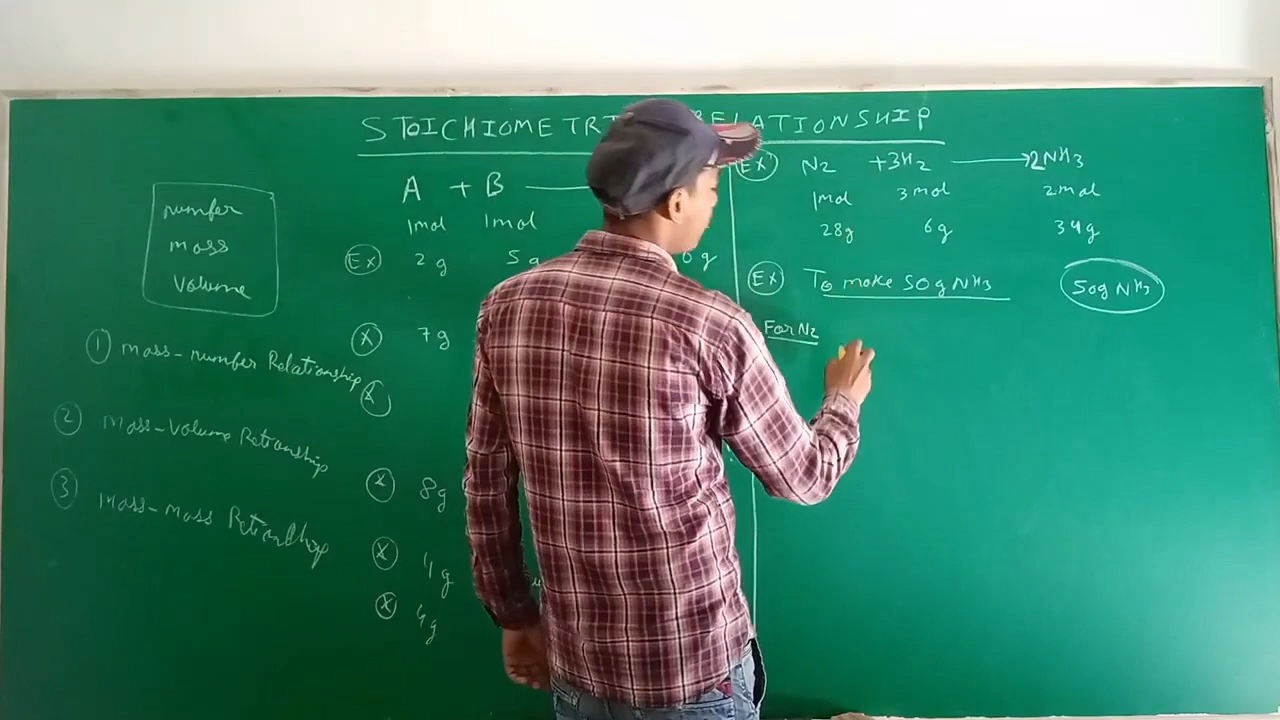 STOICHIOMETRI RELATIONSHIP
number
mass
volume
1 mass-number Relationship
2 Mass-Volume Retionship
3 Mass-Mass Retionship
A + B
1mol 1mol
Ex 2g 5g
x 7g
x
x 8g
x
x 4g
Ex N2 +3H2 → 2NH3
1mol 3mol 2mol
28g 6g 34g
Ex To make 50g NH3 50g NH3
For N2